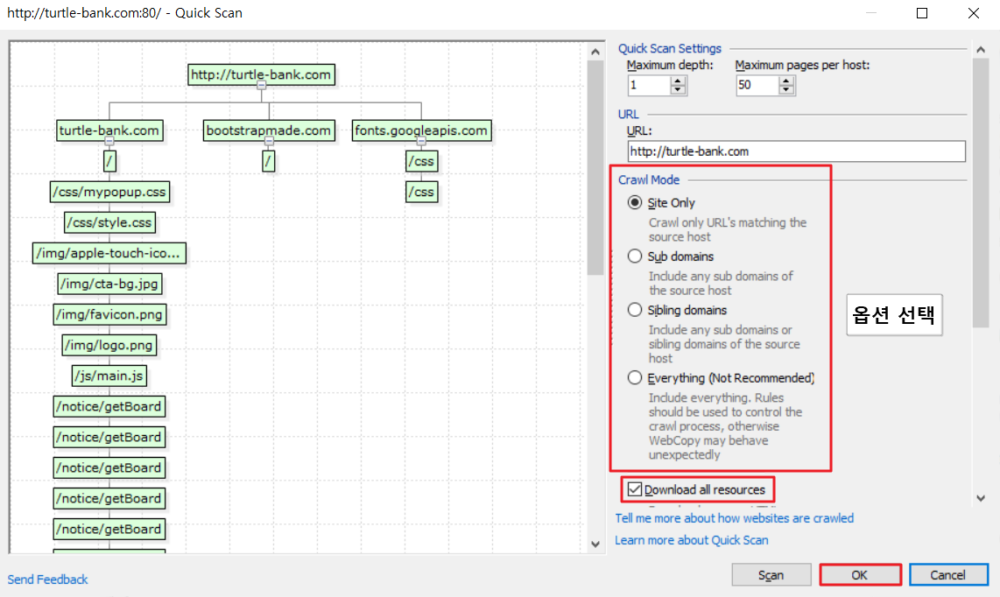 http://turtle-bank.com:80/ - Quick Scan
http://turtle-bank.com
turtle-bank.com
bootstrapmade.com
fonts.googleapis.com
/
/
/css
/css/mypopup.css
/css
/css/style.css
/img/apple-touch-ico...
/img/cta-bg.jpg
/img/favicon.png
/img/logo.png
/js/main.js
/notice/getBoard
/notice/getBoard
/notice/getBoard
/notice/getBoard
/notice/getBoard
Quick Scan Settings
Maximum depth:
Maximum pages per host:
1
50
URL
URL:
http://turtle-bank.com
Crawl Mode
Site Only
Crawl only URL's matching the
source host
Sub domains
Include any sub domains of
the source host
Sibling domains
Include any sub domains or
sibling domains of the source
host
Everything (Not Recommended)
Include everything. Rules
should be used to control the
crawl process, otherwise
WebCopy may behave
unexpectedly
옵션 선택
Download all resources
Tell me more about how websites are crawled
Learn more about Quick Scan
Send Feedback
Scan
OK
Cancel